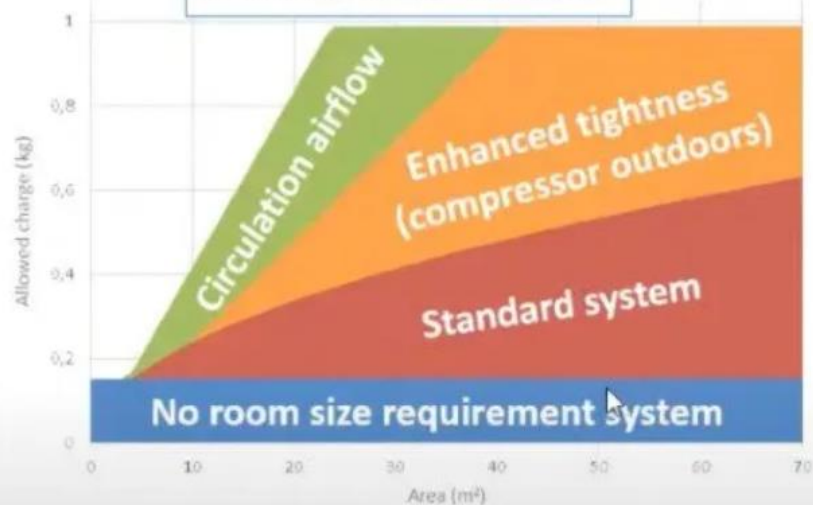 1
0,8
0,6
0,4
0,2
0
Allowed charge (kg)
Circulation airflow
Enhanced tightness
(compressor outdoors)
Standard system
No room size requirement system
0 10 20 30 40 50 60 70
Area (m²)